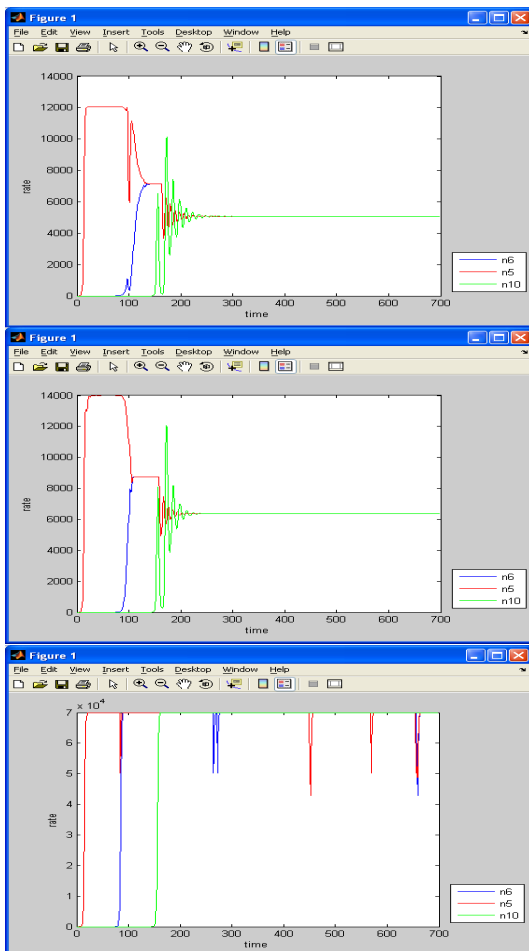 Figure 1
File Edit View Insert Tools Desktop Window Help
14000
12000
10000
8000
6000
4000
2000
0
rate
0 100 200 300 400 500 600 700
time
n6
n5
n10
Figure 1
File Edit View Insert Tools Desktop Window Help
14000
12000
10000
8000
6000
4000
2000
0
rate
0 100 200 300 400 500 600 700
time
n6
n5
n10
Figure 1
File Edit View Insert Tools Desktop Window Help
x 10^4
7
6
5
4
3
2
1
0
rate
0 100 200 300 400 500 600 700
time
n6
n5
n10